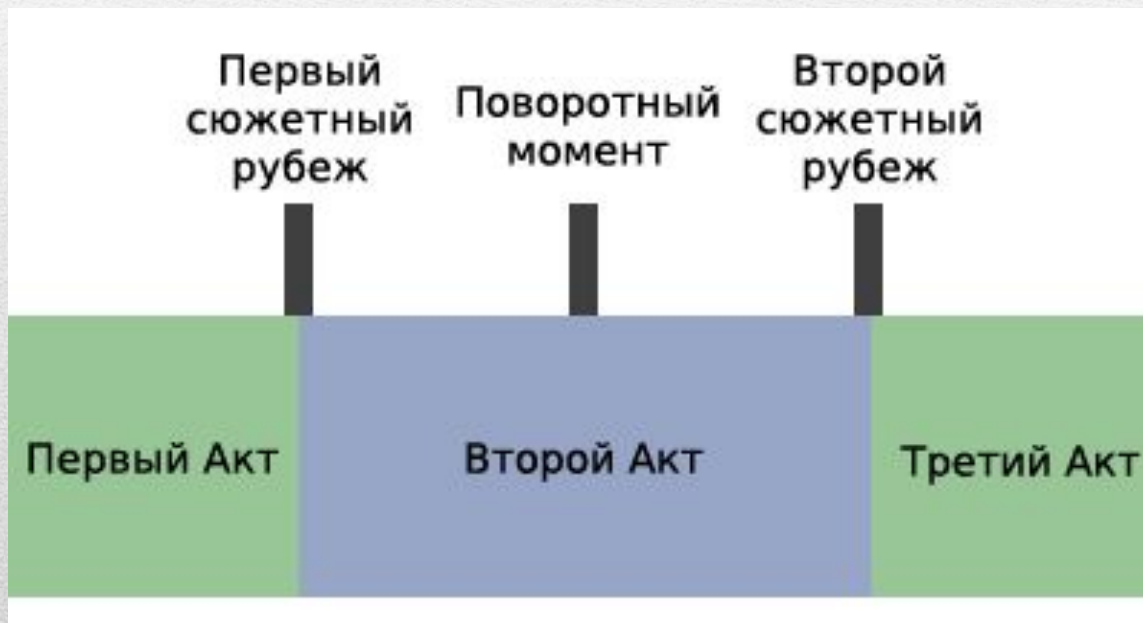 Первый
сюжетный
рубеж
Поворотный
момент
Второй
сюжетный
рубеж
Первый Акт
Второй Акт
Третий Акт